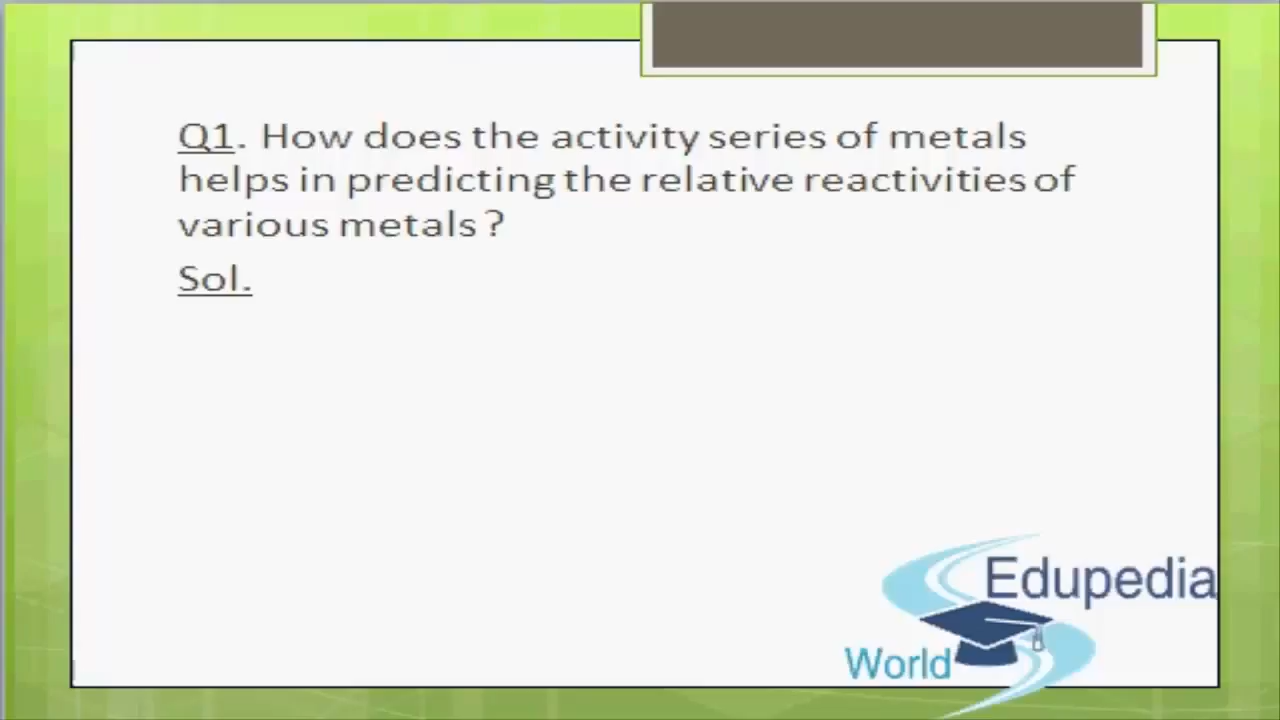 Q1. How does the activity series of metals
helps in predicting the relative reactivities of
various metals ?
Sol.
Edupedia
World